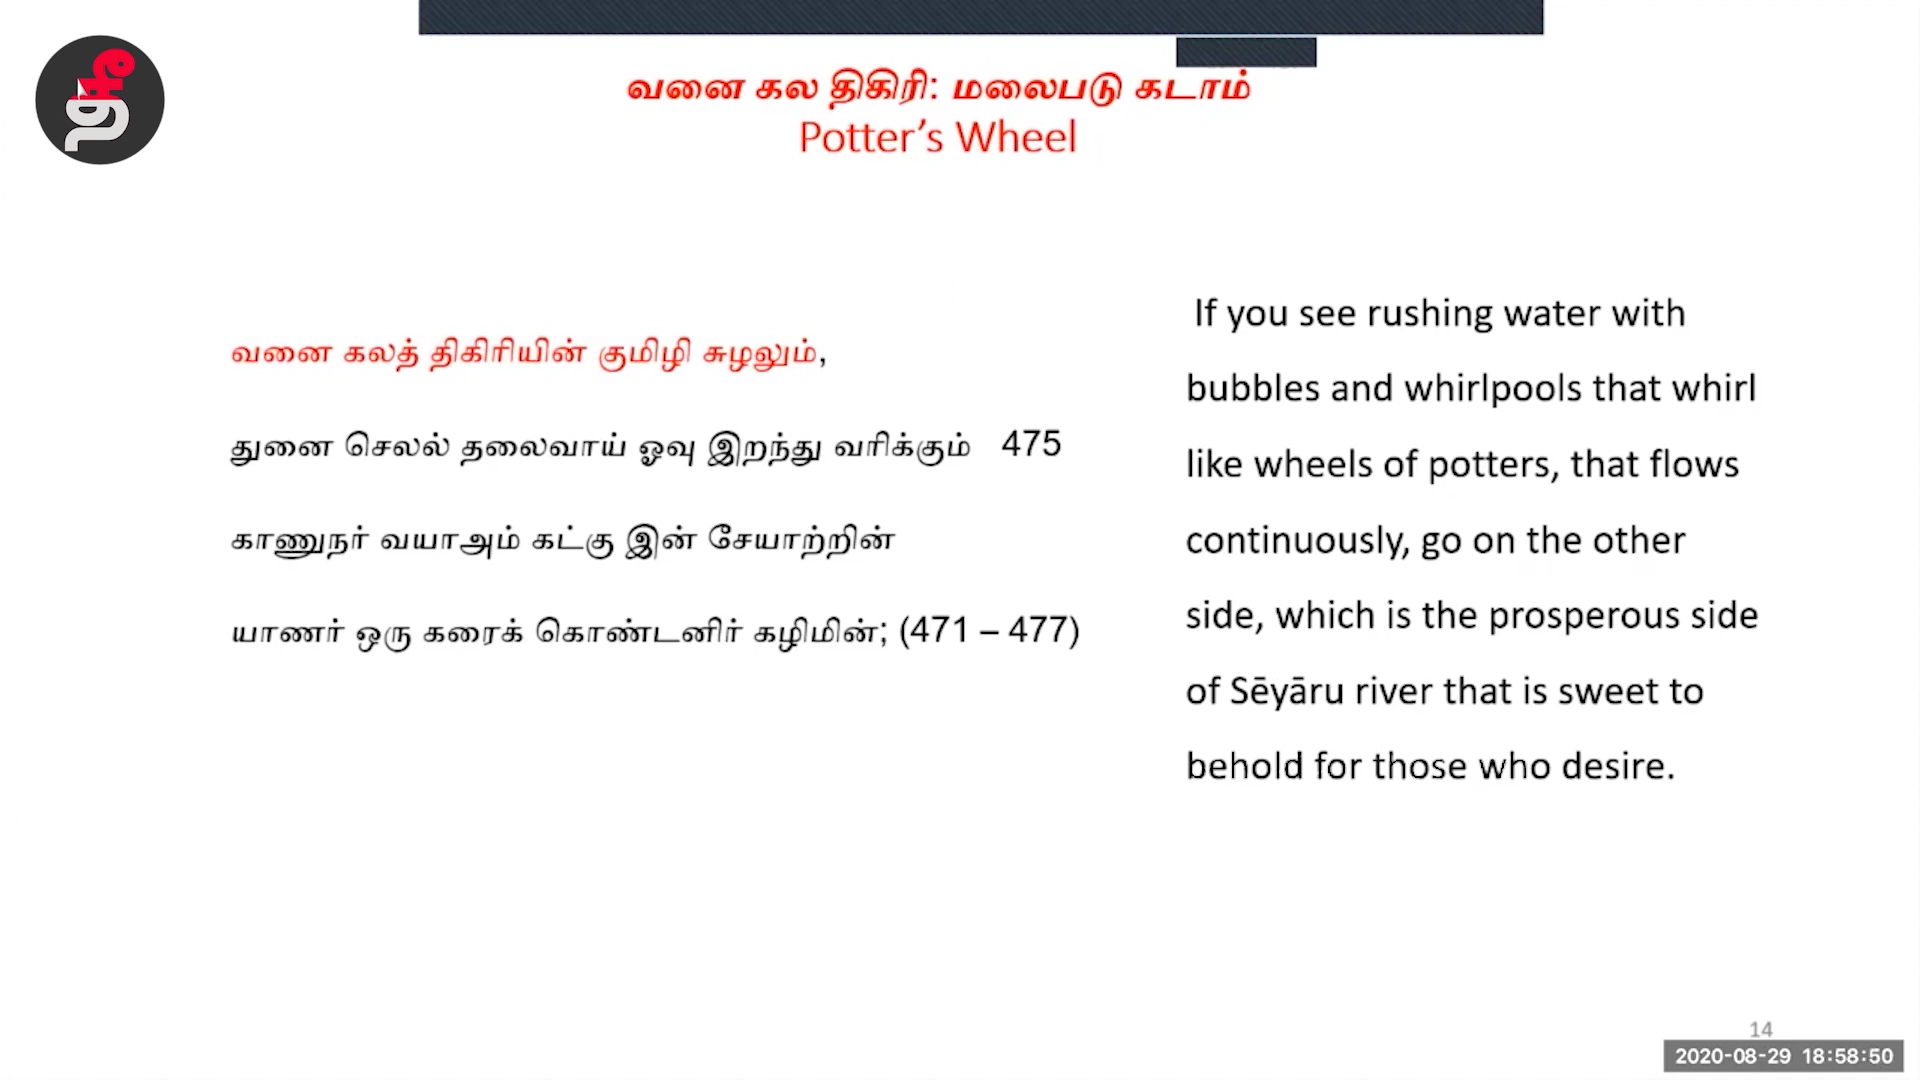 வனை கல திகிரி: மலைபடு கடாம்
Potter’s Wheel
வனை கலத் திகிரியின் குமிழி சுழலும்,
துனை செலல் தலைவாய் ஓவு இறந்து வரிக்கும் 475
காணுநர் வயாஅம் கட்கு இன் சேயாற்றின்
யாணர் ஒரு கரைக் கொண்டனிர் கழிமின்; (471 – 477)
If you see rushing water with
bubbles and whirlpools that whirl
like wheels of potters, that flows
continuously, go on the other
side, which is the prosperous side
of Sēyāru river that is sweet to
behold for those who desire.
14
2020-08-29 18:58:50